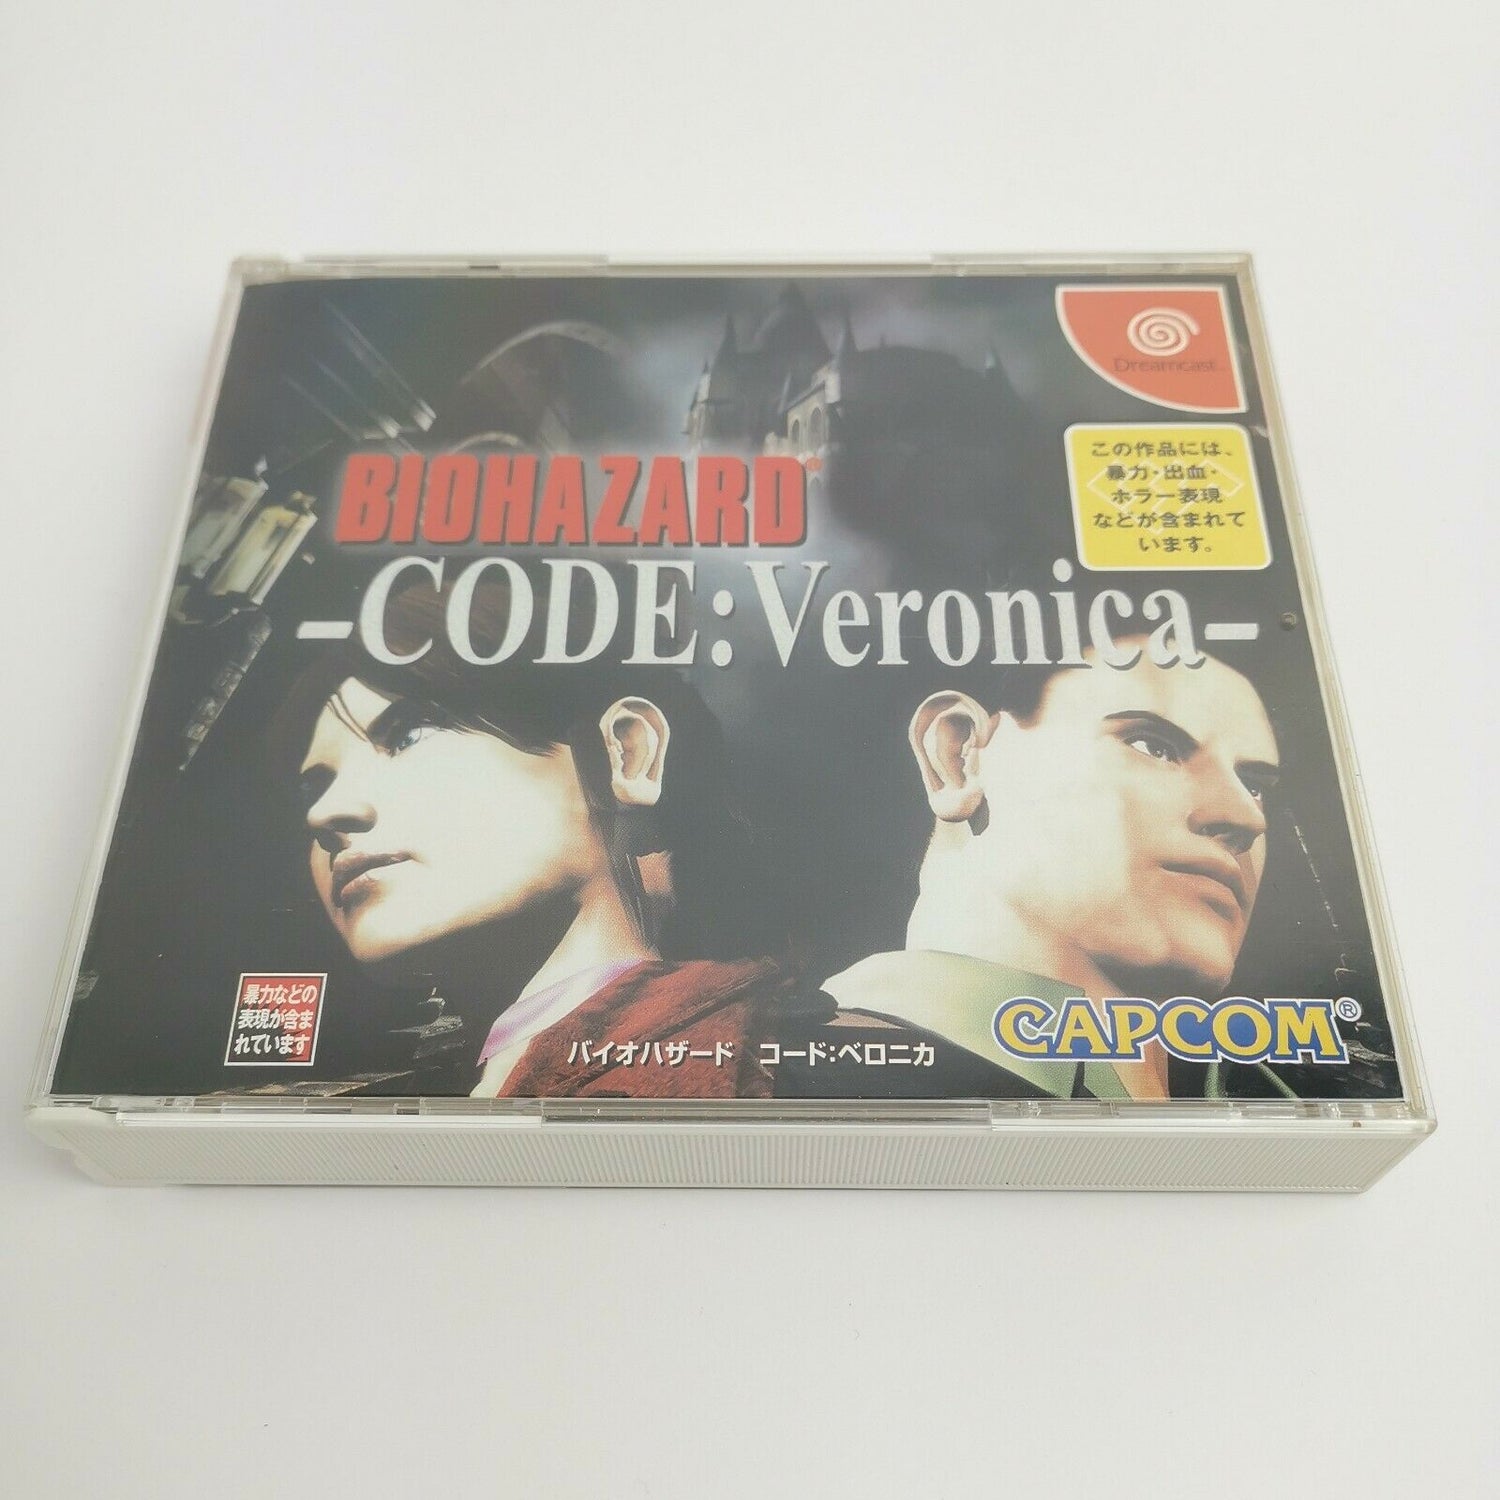 Dreamcast
この作品には、
暴力・出血・
ホラー表現
などが含まれて
います。
BIOHAZARD
-CODE:Veronica-
暴力などの
表現が含ま
れています
バイオハザード コード:ベロニカ
CAPCOM®